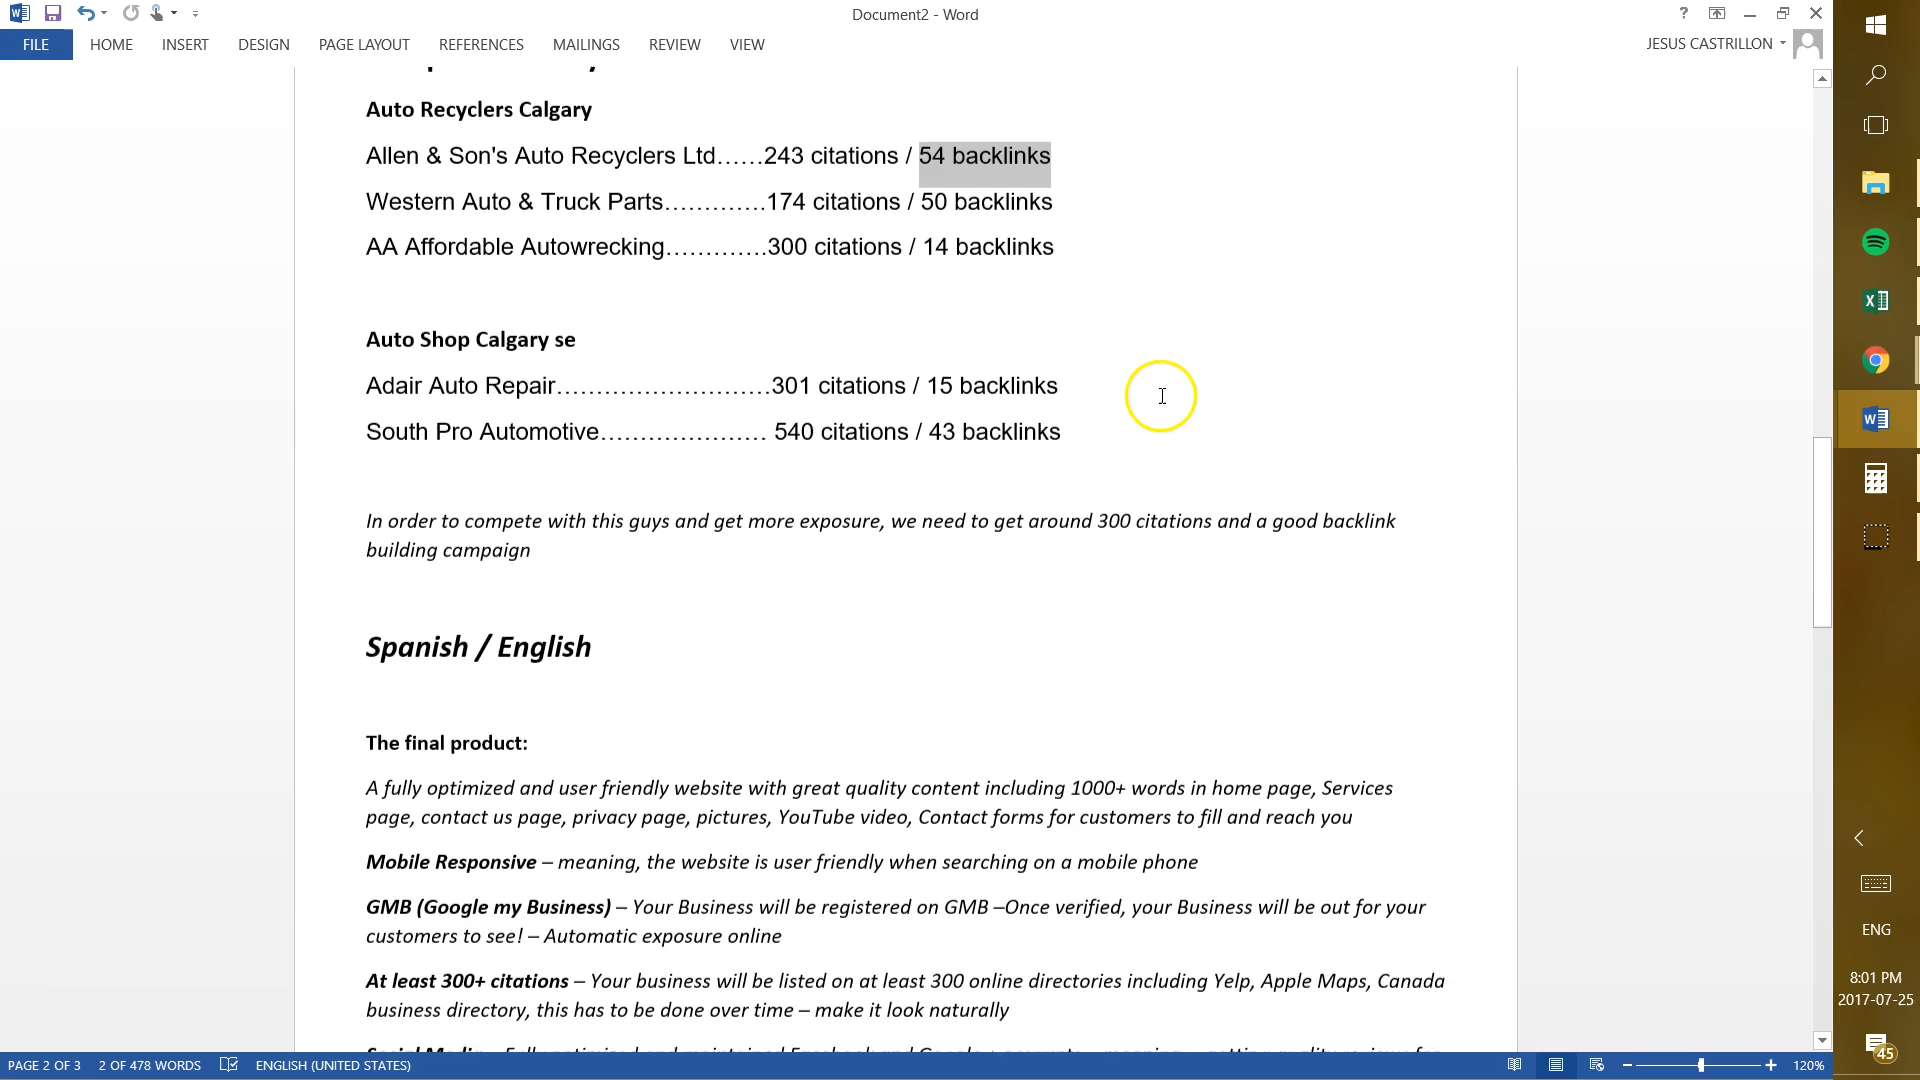 Document2 - Word
?
FILE
HOME
INSERT
DESIGN
PAGE LAYOUT
REFERENCES
MAILINGS
REVIEW
VIEW
JESUS CASTRILLON
Auto Recyclers Calgary
Allen & Son's Auto Recyclers Ltd……243 citations / 54 backlinks
Western Auto & Truck Parts………….174 citations / 50 backlinks
AA Affordable Autowrecking………….300 citations / 14 backlinks
Auto Shop Calgary se
Adair Auto Repair………………………301 citations / 15 backlinks
South Pro Automotive………………… 540 citations / 43 backlinks
In order to compete with this guys and get more exposure, we need to get around 300 citations and a good backlink
building campaign
Spanish / English
The final product:
A fully optimized and user friendly website with great quality content including 1000+ words in home page, Services
page, contact us page, privacy page, pictures, YouTube video, Contact forms for customers to fill and reach you
Mobile Responsive – meaning, the website is user friendly when searching on a mobile phone
GMB (Google my Business) – Your Business will be registered on GMB –Once verified, your Business will be out for your
customers to see! – Automatic exposure online
At least 300+ citations – Your business will be listed on at least 300 online directories including Yelp, Apple Maps, Canada
business directory, this has to be done over time – make it look naturally
PAGE 2 OF 3
2 OF 478 WORDS
ENGLISH (UNITED STATES)
120%
ENG
8:01 PM
2017-07-25
45